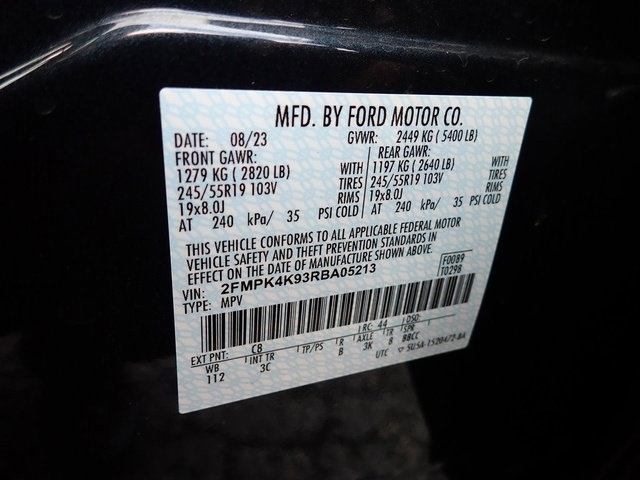 MFD. BY FORD MOTOR CO.
DATE: 08/23 GVWR: 2449 KG ( 5400 LB)
FRONT GAWR: REAR GAWR:
1279 KG ( 2820 LB) WITH 1197 KG ( 2640 LB) WITH
245/55R19 103V TIRES 245/55R19 103V TIRES
19x8.0J RIMS 19x8.0J RIMS
AT 240 kPa/ 35 PSI COLD AT 240 kPa/ 35 PSI COLD
THIS VEHICLE CONFORMS TO ALL APPLICABLE FEDERAL MOTOR
VEHICLE SAFETY AND THEFT PREVENTION STANDARDS IN
EFFECT ON THE DATE OF MANUFACTURE SHOWN ABOVE.
F0089
VIN: 2FMPK4K93RBA05213
T0298
TYPE: MPV
EXT PNT: C8 RC: 44 DSO:
WB INT TR TP/PS R AXLE TR SPR
112 3C B 3K B BBCC
UTC 5U5A-1520472-BA